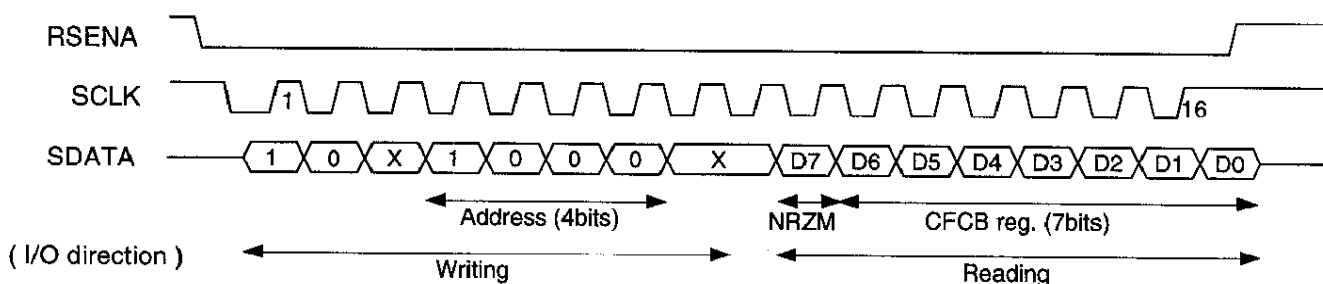 RSENA
SCLK 1 16
SDATA 1 0 X 1 0 0 0 X D7 D6 D5 D4 D3 D2 D1 D0
Address (4bits) NRZM CFCB reg. (7bits)
( I/O direction ) Writing Reading